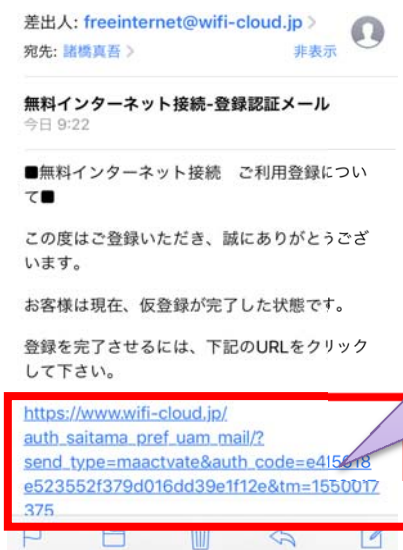 差出人: freeinternet@wifi-cloud.jp
宛先: 諸橋真吾
非表示
無料インターネット接続-登録認証メール
今日 9:22
■無料インターネット接続　ご利用登録につい
て■
この度はご登録いただき、誠にありがとうござ
います。
お客様は現在、仮登録が完了した状態です。
登録を完了させるには、下記のURLをクリック
して下さい。
https://www.wifi-cloud.jp/
auth_saitama_pref_uam_mail/?
send_type=maactvate&auth_code=e415618
e523552f379d016dd39e1f12e&tm=1550017
375